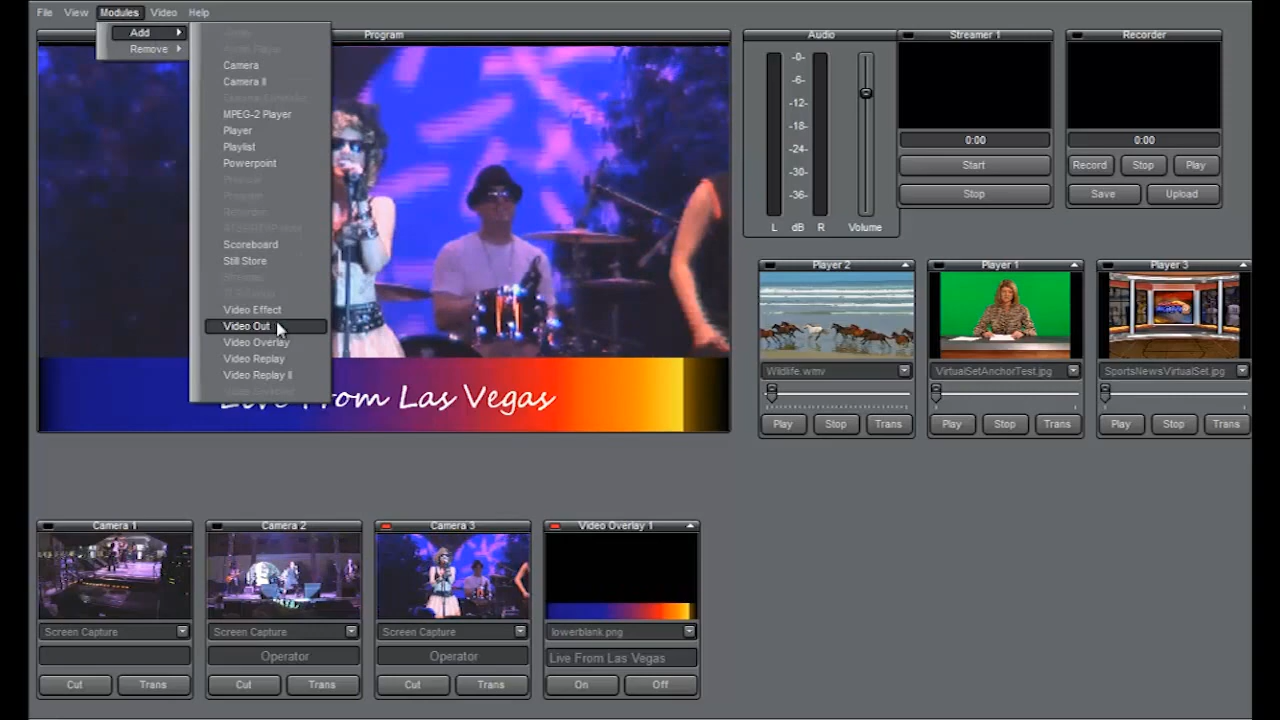 File View Modules Video Help
Add
Remove
Camera
Camera II
MPEG-2 Player
Player
Playlist
Powerpoint
Scoreboard
Still Store
Video Effect
Video Out
Video Overlay
Video Replay
Video Replay II
Program
From Las Vegas
Audio
-0-
-6-
-12-
-18-
-24-
-30-
-36-
L dB R Volume
Streamer 1
0:00
Start
Stop
Recorder
0:00
Record Stop Play
Save Upload
Player 2
Wildlife.wmv
Play Stop Trans
Player 1
VirtualSetAnchorTest.jpg
Play Stop Trans
Player 3
SportsNewsVirtualSet.jpg
Play Stop Trans
Camera 1
Screen Capture
Cut Trans
Camera 2
Screen Capture
Operator
Cut Trans
Camera 3
Screen Capture
Operator
Cut Trans
Video Overlay 1
lowerblank.png
Live From Las Vegas
On Off